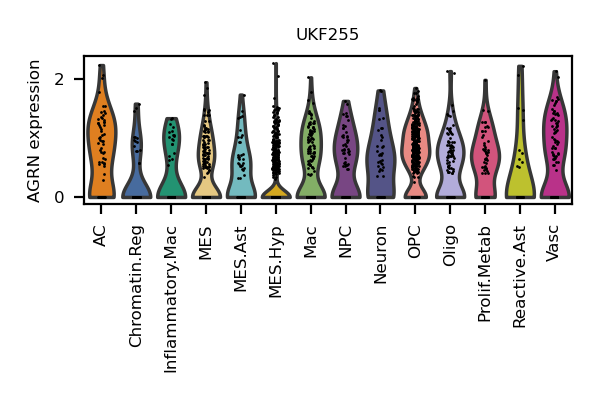 UKF255
AGRN expression
2
0
AC
Chromatin.Reg
Inflammatory.Mac
MES
MES.Ast
MES.Hyp
Mac
NPC
Neuron
OPC
Oligo
Prolif.Metab
Reactive.Ast
Vasc